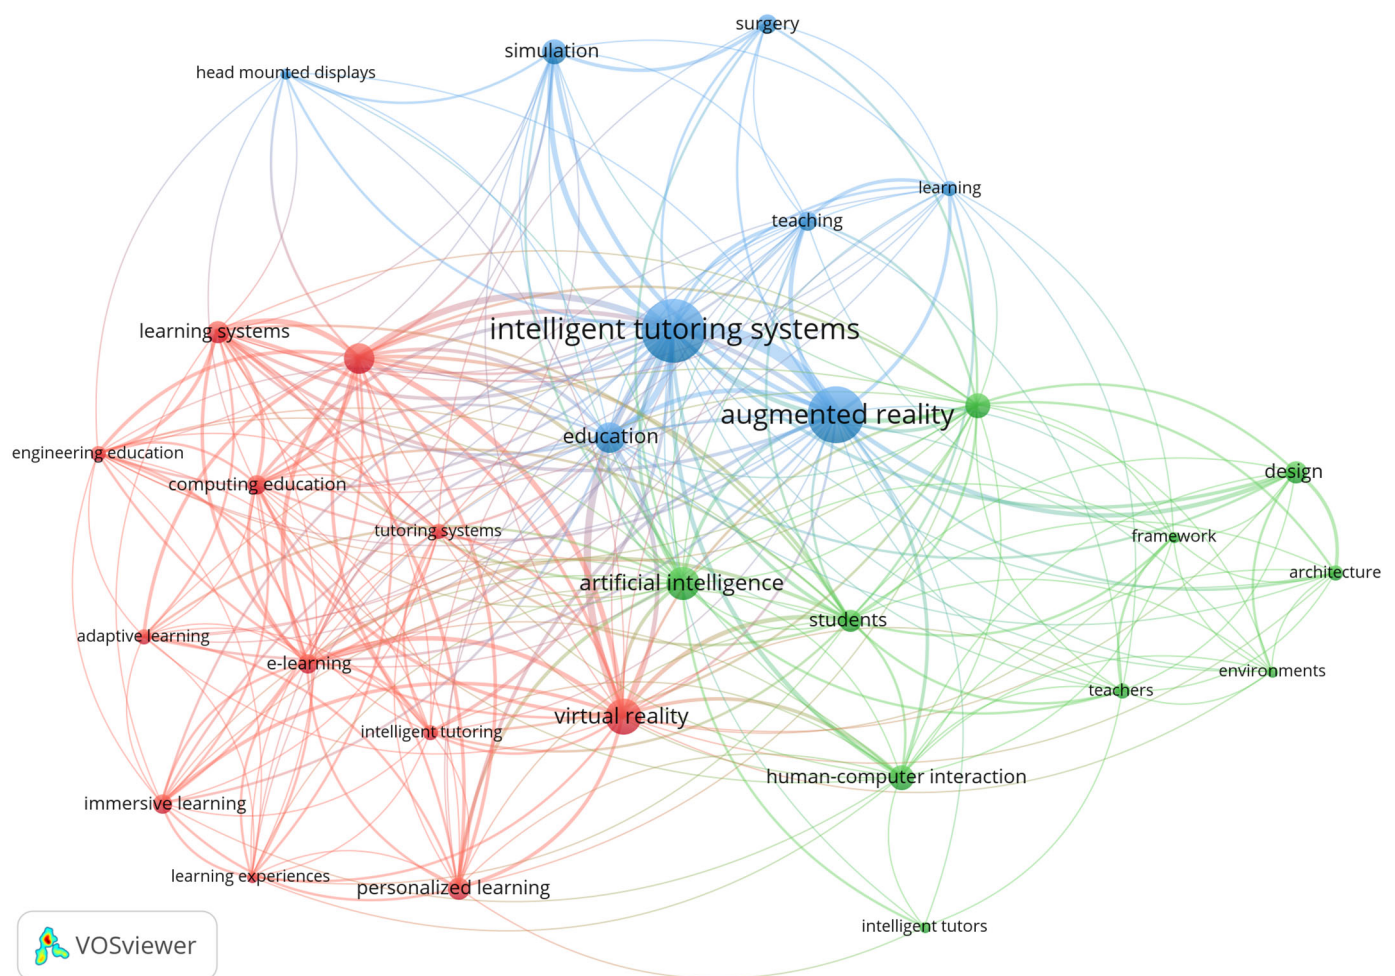 surgery
simulation
head mounted displays
learning
teaching
intelligent tutoring systems
learning systems
augmented reality
education
engineering education
computing education
design
tutoring systems
framework
architecture
artificial intelligence
students
adaptive learning
e-learning
environments
teachers
virtual reality
intelligent tutoring
human-computer interaction
immersive learning
learning experiences
personalized learning
intelligent tutors
VOSviewer